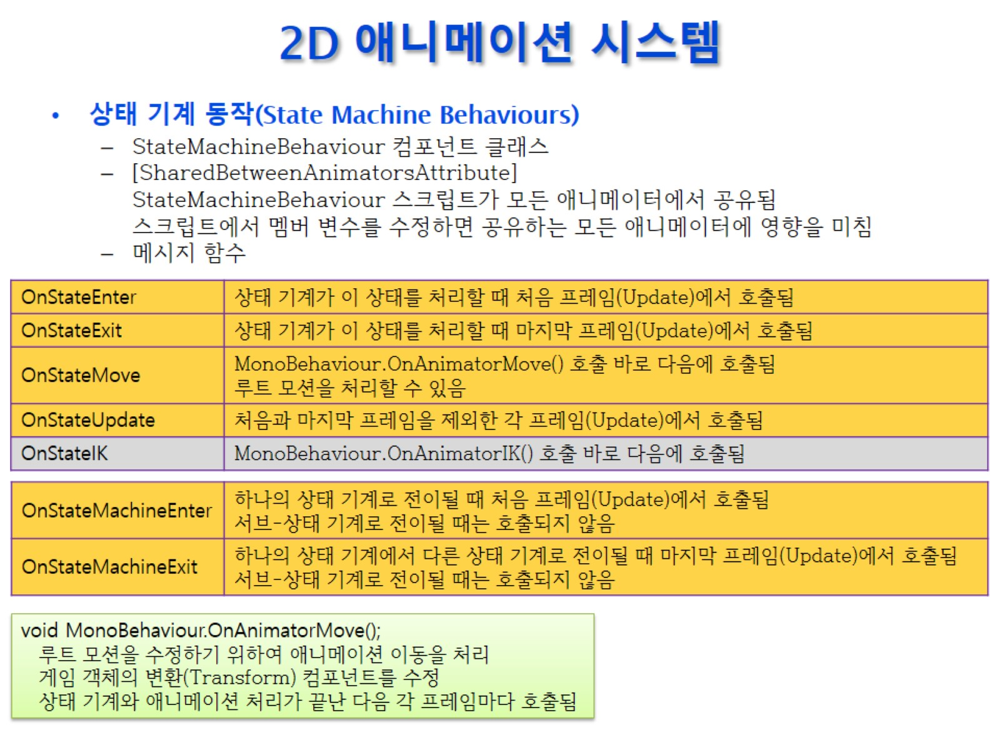 2D 애니메이션 시스템
• 상태 기계 동작(State Machine Behaviours)
– StateMachineBehaviour 컴포넌트 클래스
– [SharedBetweenAnimatorsAttribute]
StateMachineBehaviour 스크립트가 모든 애니메이터에서 공유됨
스크립트에서 멤버 변수를 수정하면 공유하는 모든 애니메이터에 영향을 미침
– 메시지 함수
OnStateEnter 상태 기계가 이 상태를 처리할 때 처음 프레임(Update)에서 호출됨
OnStateExit 상태 기계가 이 상태를 처리할 때 마지막 프레임(Update)에서 호출됨
OnStateMove MonoBehaviour.OnAnimatorMove() 호출 바로 다음에 호출됨
루트 모션을 처리할 수 있음
OnStateUpdate 처음과 마지막 프레임을 제외한 각 프레임(Update)에서 호출됨
OnStateIK MonoBehaviour.OnAnimatorIK() 호출 바로 다음에 호출됨
OnStateMachineEnter 하나의 상태 기계로 전이될 때 처음 프레임(Update)에서 호출됨
서브-상태 기계로 전이될 때는 호출되지 않음
OnStateMachineExit 하나의 상태 기계에서 다른 상태 기계로 전이될 때 마지막 프레임(Update)에서 호출됨
서브-상태 기계로 전이될 때는 호출되지 않음
void MonoBehaviour.OnAnimatorMove();
루트 모션을 수정하기 위하여 애니메이션 이동을 처리
게임 객체의 변환(Transform) 컴포넌트를 수정
상태 기계와 애니메이션 처리가 끝난 다음 각 프레임마다 호출됨